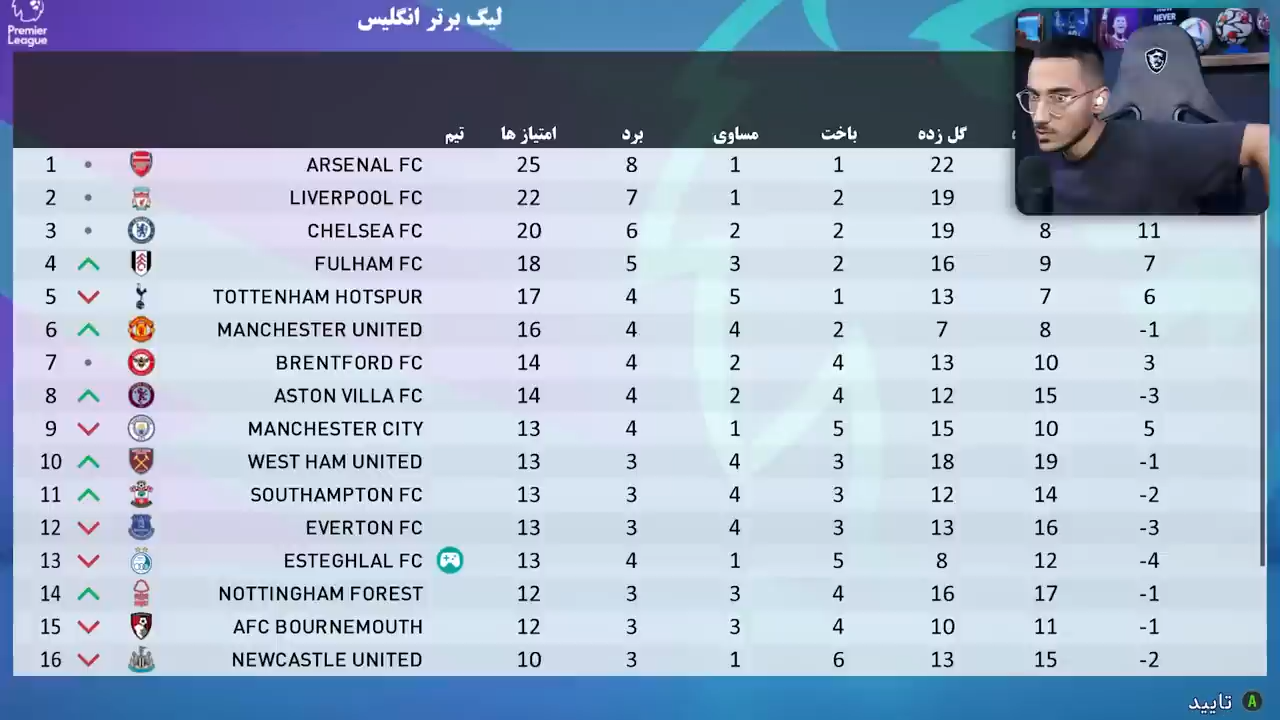 Premier League
لیگ برتر انگلیس
NOW NEVER
تیم امتیاز ها برد مساوی باخت گل زده
1 ARSENAL FC 25 8 1 1 22
2 LIVERPOOL FC 22 7 1 2 19
3 CHELSEA FC 20 6 2 2 19 8 11
4 FULHAM FC 18 5 3 2 16 9 7
5 TOTTENHAM HOTSPUR 17 4 5 1 13 7 6
6 MANCHESTER UNITED 16 4 4 2 7 8 -1
7 BRENTFORD FC 14 4 2 4 13 10 3
8 ASTON VILLA FC 14 4 2 4 12 15 -3
9 MANCHESTER CITY 13 4 1 5 15 10 5
10 WEST HAM UNITED 13 3 4 3 18 19 -1
11 SOUTHAMPTON FC 13 3 4 3 12 14 -2
12 EVERTON FC 13 3 4 3 13 16 -3
13 ESTEGHLAL FC 13 4 1 5 8 12 -4
14 NOTTINGHAM FOREST 12 3 3 4 16 17 -1
15 AFC BOURNEMOUTH 12 3 3 4 10 11 -1
16 NEWCASTLE UNITED 10 3 1 6 13 15 -2
تایید A